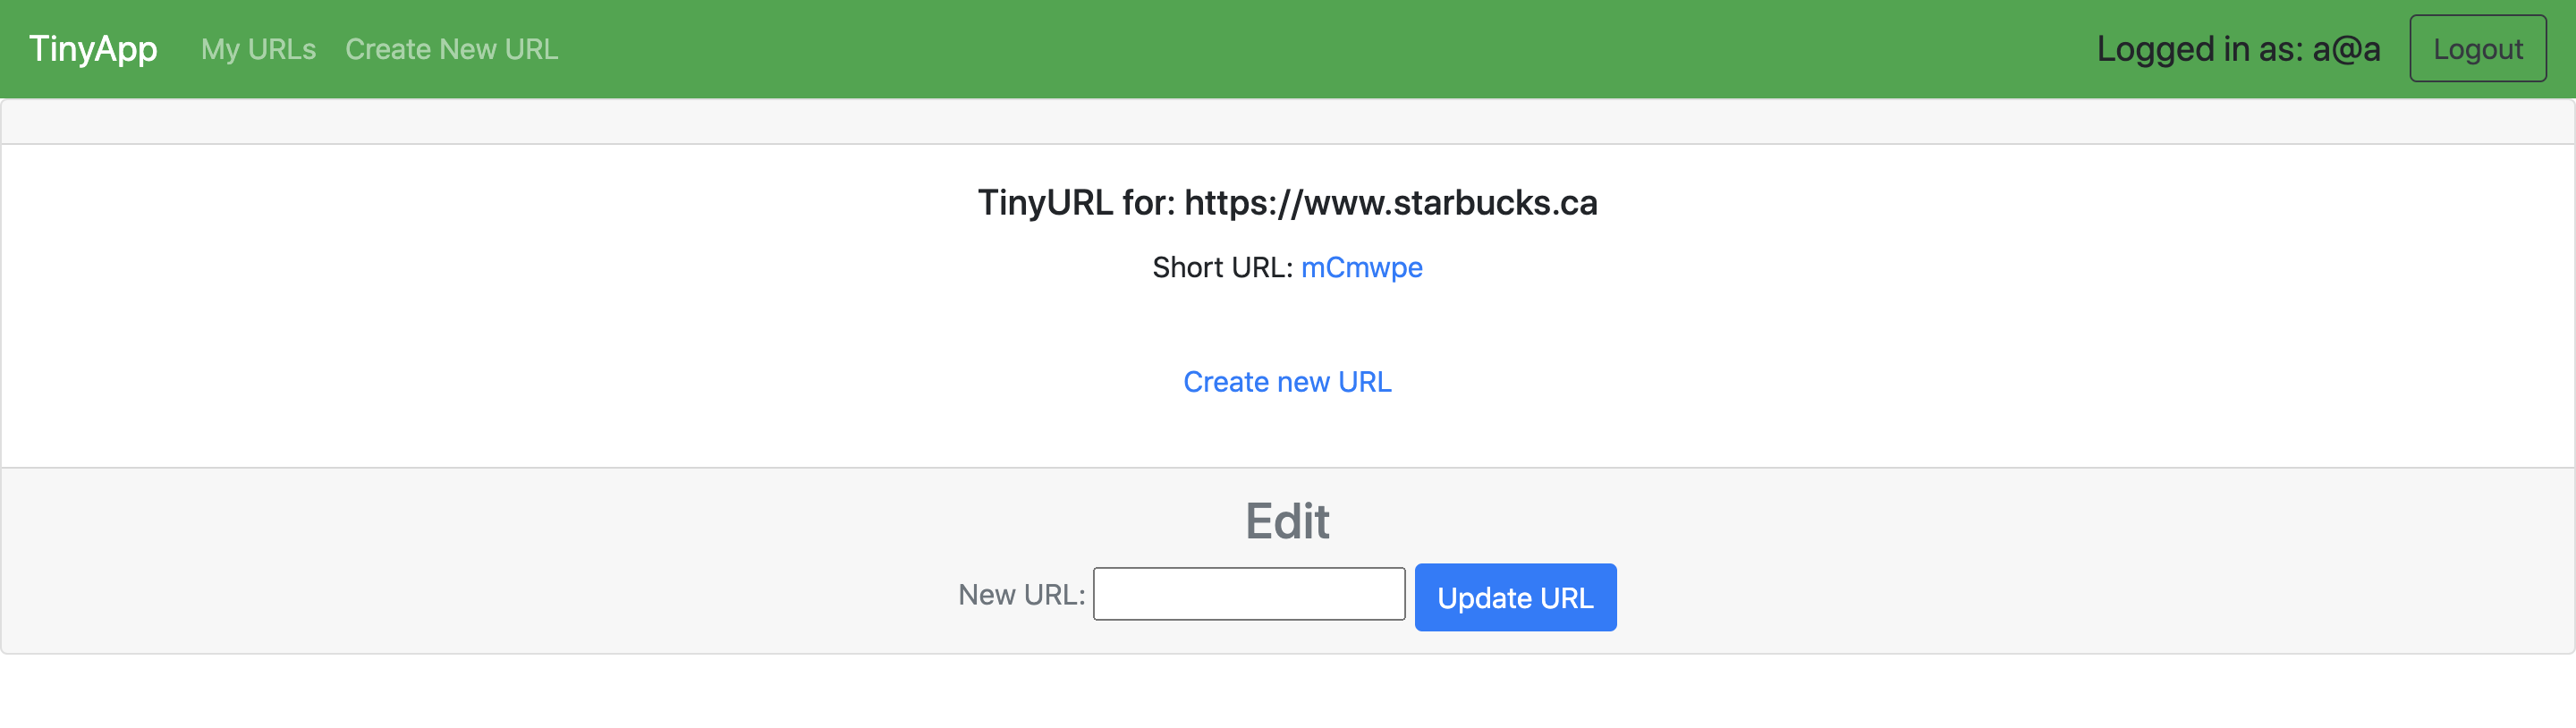 TinyApp My URLs Create New URL Logged in as: a@a Logout
TinyURL for: https://www.starbucks.ca
Short URL: mCmwpe
Create new URL
Edit
New URL: Update URL